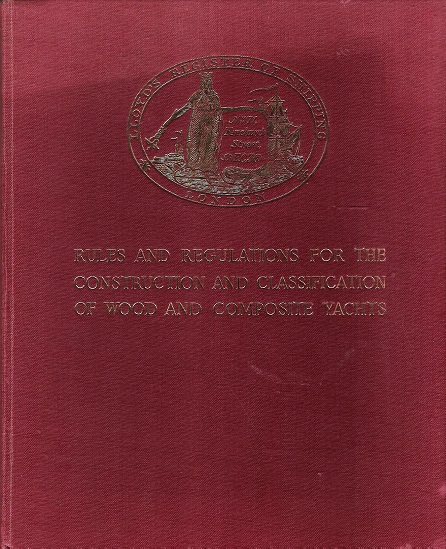 LLOYD'S REGISTER OF SHIPPING
LONDON
RULES AND REGULATIONS FOR THE
CONSTRUCTION AND CLASSIFICATION
OF WOOD AND COMPOSITE YACHTS